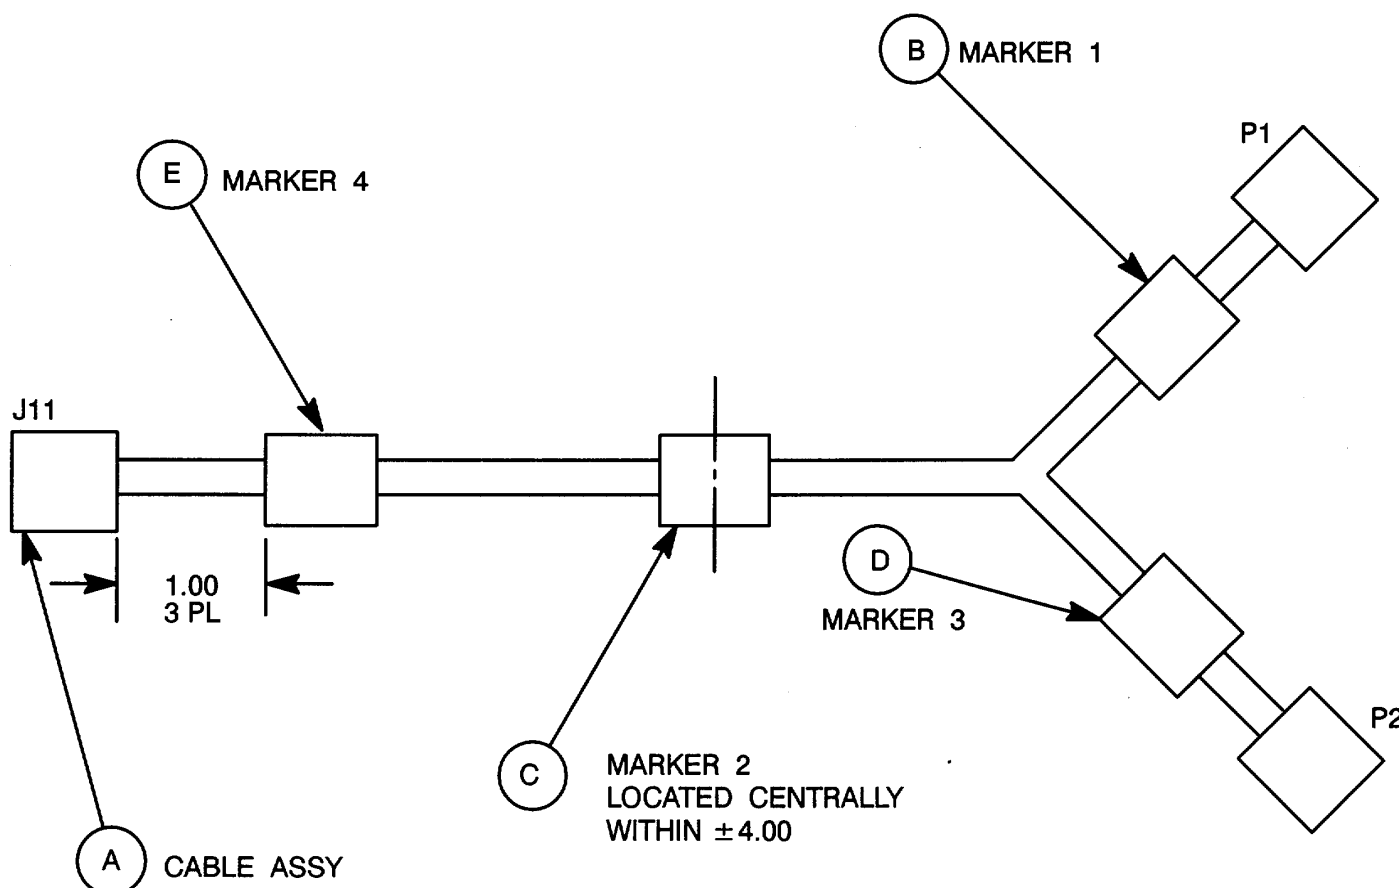 B MARKER 1
P1
E MARKER 4
J11
1.00
3 PL
D
MARKER 3
P2
C MARKER 2
LOCATED CENTRALLY
WITHIN ±4.00
A CABLE ASSY